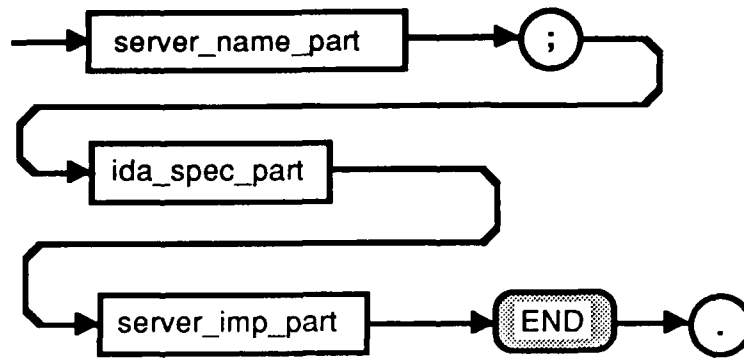 server_name_part ;
ida_spec_part
server_imp_part END .